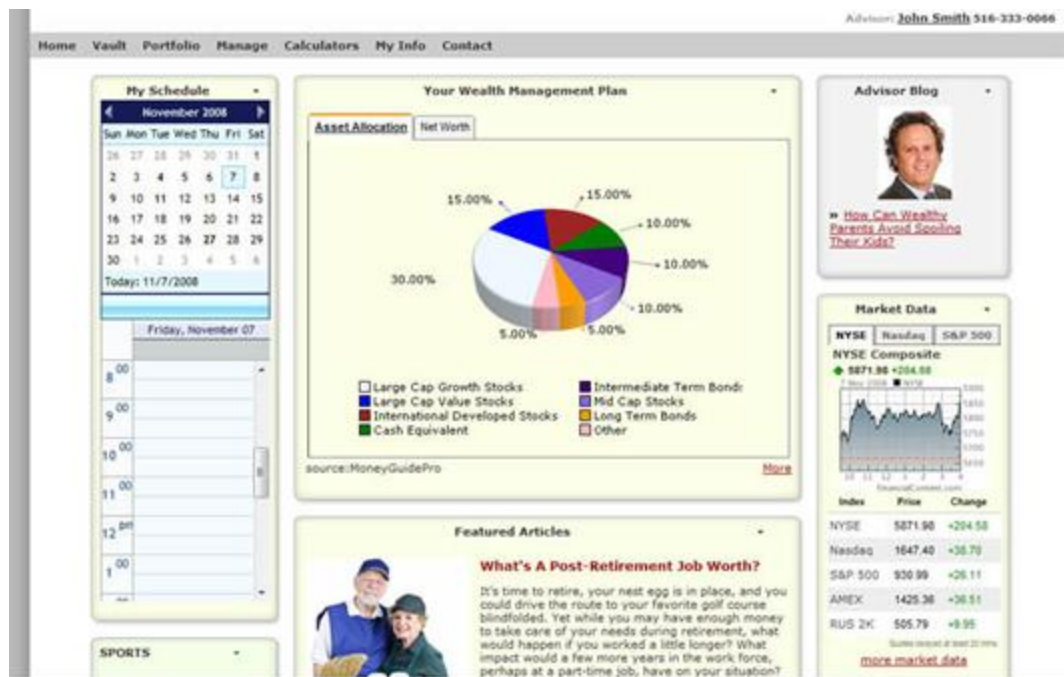 Advisor: John Smith 516-333-0066
Home Vault Portfolio Manage Calculators My Info Contact
My Schedule
November 2008
Sun Mon Tue Wed Thu Fri Sat
26 27 28 29 30 31 1
2 3 4 5 6 7 8
9 10 11 12 13 14 15
16 17 18 19 20 21 22
23 24 25 26 27 28 29
30 1 2 3 4 5 6
Today: 11/7/2008
Friday, November 07
8 00
9 00
10 00
11 00
12 pm
1 00
SPORTS
Your Wealth Management Plan
Asset Allocation Net Worth
15.00% 15.00%
10.00%
10.00%
30.00%
10.00%
5.00% 5.00%
Large Cap Growth Stocks Intermediate Term Bonds
Large Cap Value Stocks Mid Cap Stocks
International Developed Stocks Long Term Bonds
Cash Equivalent Other
source:MoneyGuidePro More
Featured Articles
What's A Post-Retirement Job Worth?
It's time to retire, your nest egg is in place, and you
could drive the route to your favorite golf course
blindfolded. Yet while you may have enough money
to take care of your needs during retirement, what
would happen if you worked a little longer? What
impact would a few more years in the work force,
perhaps at a part-time job, have on your situation?
Advisor Blog
» How Can Wealthy
Parents Avoid Spoiling
Their Kids?
Market Data
NYSE Nasdaq S&P 500
NYSE Composite
5871.98 +204.58
7 Nov 2008 NYSE
10 11 12 1 2 3 4
FinancialContent.com
Index Price Change
NYSE 5871.98 +204.58
Nasdaq 1647.40 +38.70
S&P 500 930.99 +26.11
AMEX 1425.36 +36.51
RUS 2K 505.79 +9.95
more market data